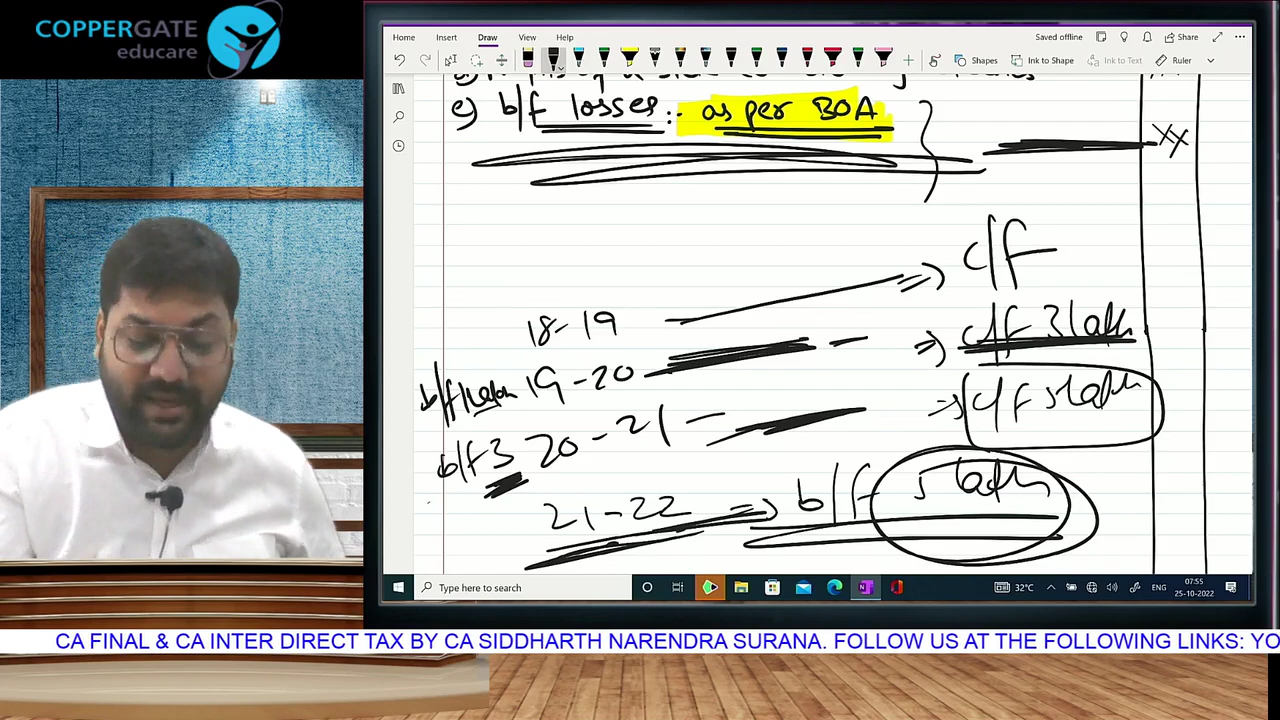 COPPERGATE
educare
Home Insert Draw View Help
Saved offline
Share
Shapes Ink to Shape Ink to Text Ruler
e) b/f losses :- as per BOA
XX
18-19 ⇒ c/f
19-20 ⇒ c/f 3 lakh
b/f 3 20-21 ⇒ c/f 5 lakh
21-22 ⇒ b/f 5 lakh
Type here to search
32°C
ENG
07:55
25-10-2022
CA FINAL & CA INTER DIRECT TAX BY CA SIDDHARTH NARENDRA SURANA. FOLLOW US AT THE FOLLOWING LINKS: YO